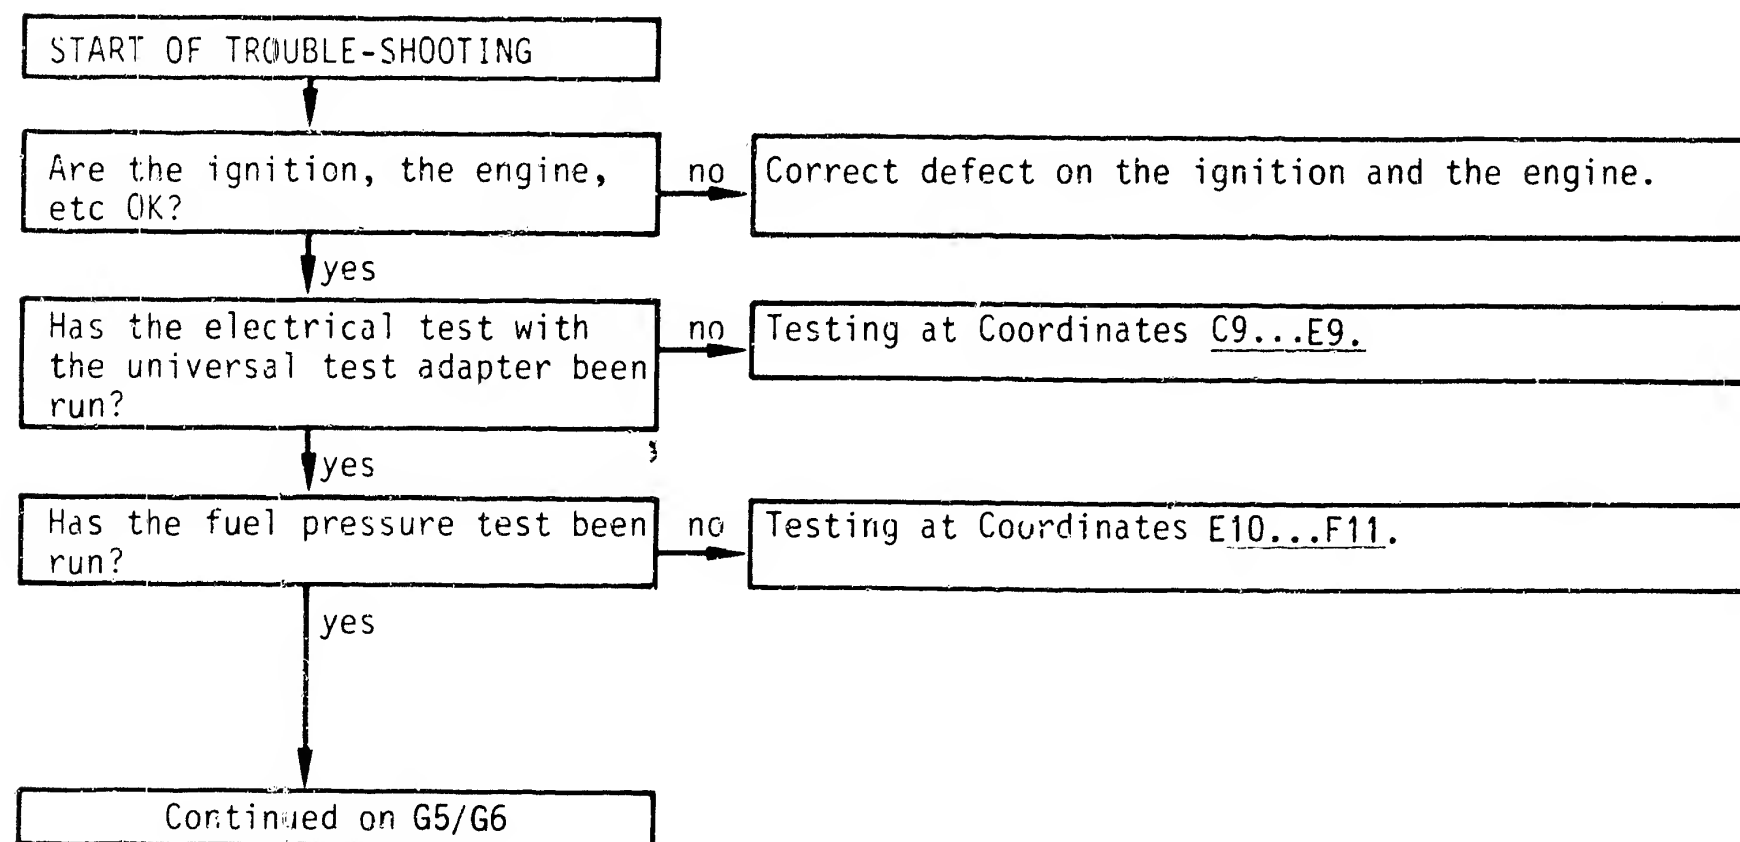 START OF TROUBLE-SHOOTING
Are the ignition, the engine,
etc OK?
no
Correct defect on the ignition and the engine.
yes
Has the electrical test with
the universal test adapter been
run?
no
Testing at Coordinates C9...E9.
yes
Has the fuel pressure test been
run?
no
Testing at Coordinates E10...F11.
yes
Continued on G5/G6